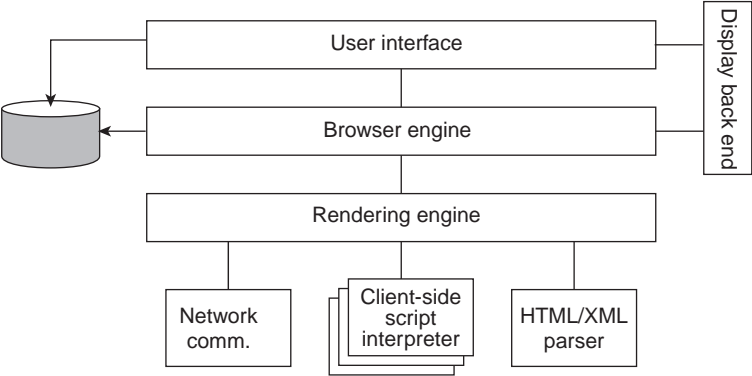 User interface
Display back end
Browser engine
Rendering engine
Network
comm.
Client-side
script
interpreter
HTML/XML
parser